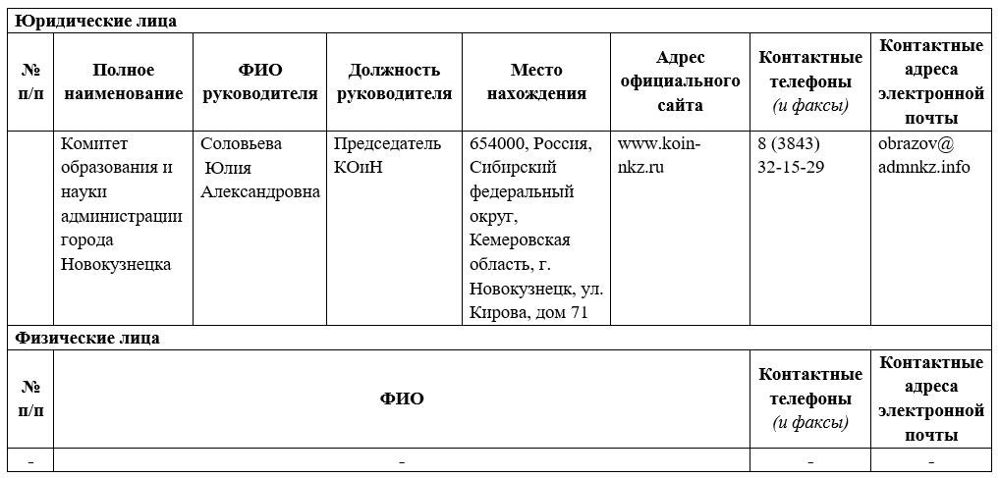 Юридические лица
№ п/п
Полное наименование
ФИО руководителя
Должность руководителя
Место нахождения
Адрес официального сайта
Контактные телефоны (и факсы)
Контактные адреса электронной почты
Комитет
образования и
науки
администрации
города
Новокузнецка
Соловьева
Юлия
Александровна
Председатель
КОиН
654000, Россия,
Сибирский
федеральный
округ,
Кемеровская
область, г.
Новокузнецк, ул.
Кирова, дом 71
www.koin-
nkz.ru
8 (3843)
32-15-29
obrazov@
admnkz.info
Физические лица
№ п/п
ФИО
Контактные телефоны (и факсы)
Контактные адреса электронной почты
- - - -